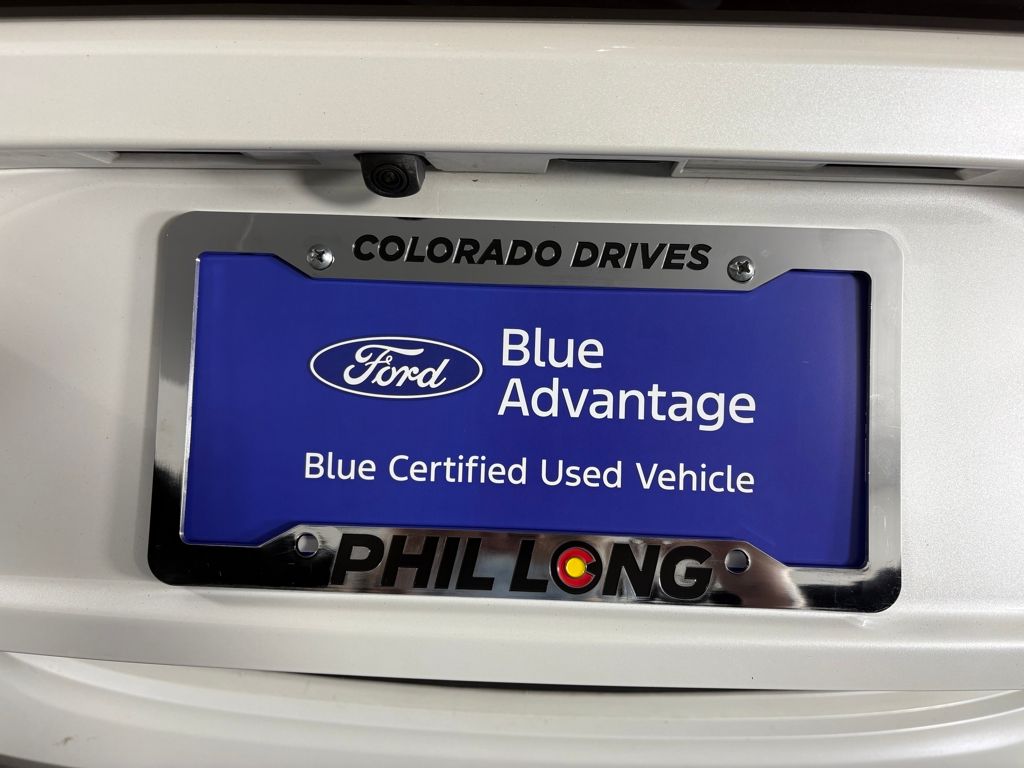 COLORADO DRIVES
Ford
Blue
Advantage
Blue Certified Used Vehicle
PHIL LONG